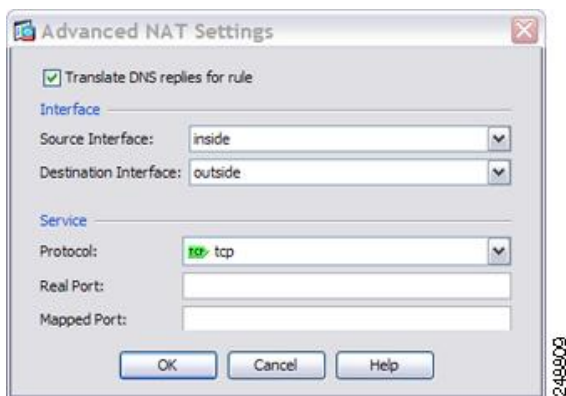 Advanced NAT Settings
Translate DNS replies for rule
Interface
Source Interface: inside
Destination Interface: outside
Service
Protocol: TCP tcp
Real Port:
Mapped Port:
OK Cancel Help
248809